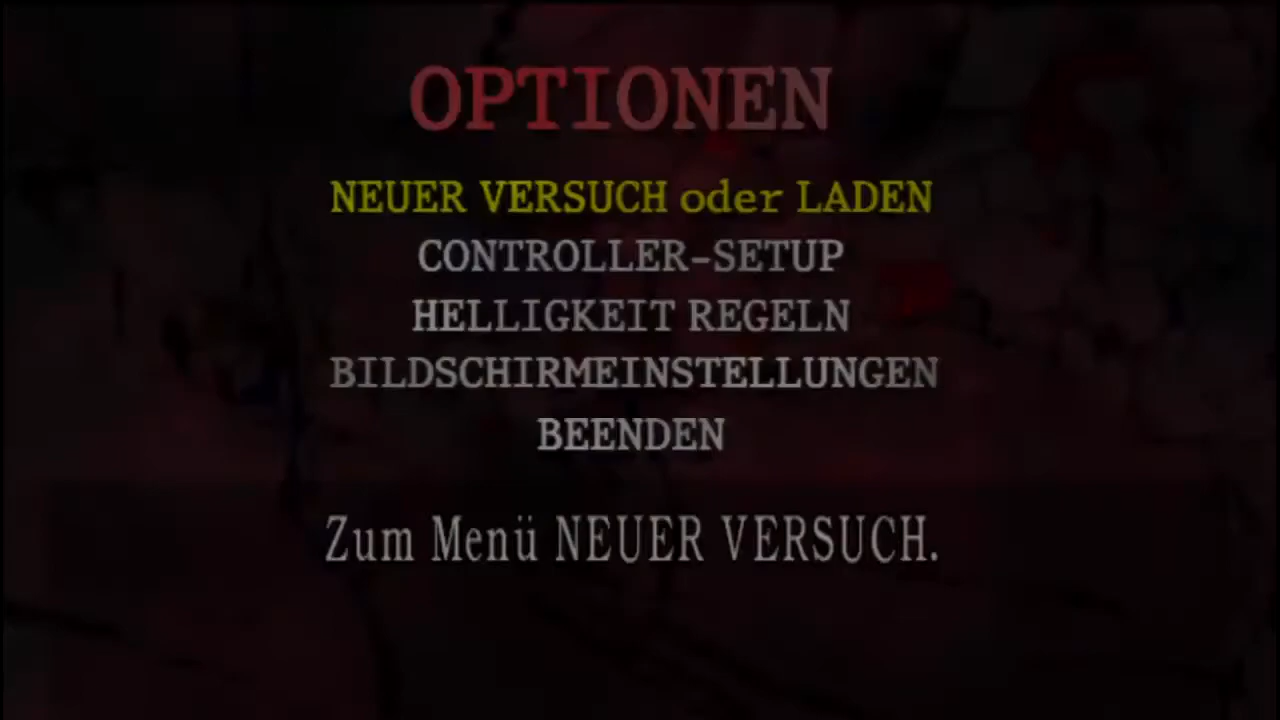 OPTIONEN
NEUER VERSUCH oder LADEN
CONTROLLER-SETUP
HELLIGKEIT REGELN
BILDSCHIRMEINSTELLUNGEN
BEENDEN
Zum Menü NEUER VERSUCH.